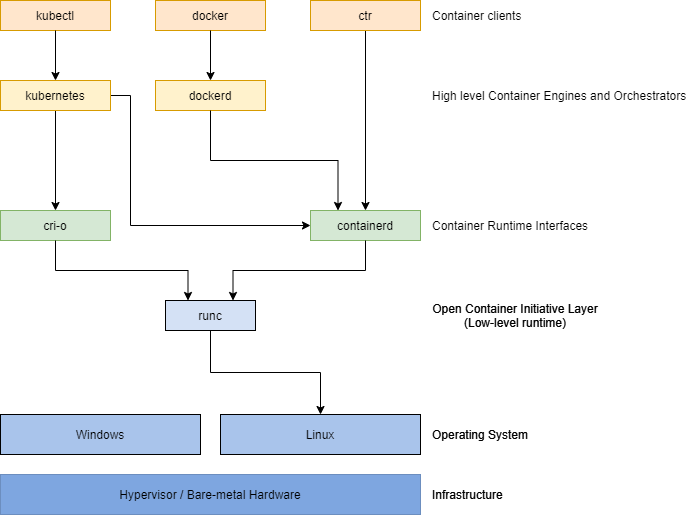 kubectl
docker
ctr
Container clients
kubernetes
dockerd
High level Container Engines and Orchestrators
cri-o
containerd
Container Runtime Interfaces
runc
Open Container Initiative Layer
(Low-level runtime)
Windows
Linux
Operating System
Hypervisor / Bare-metal Hardware
Infrastructure